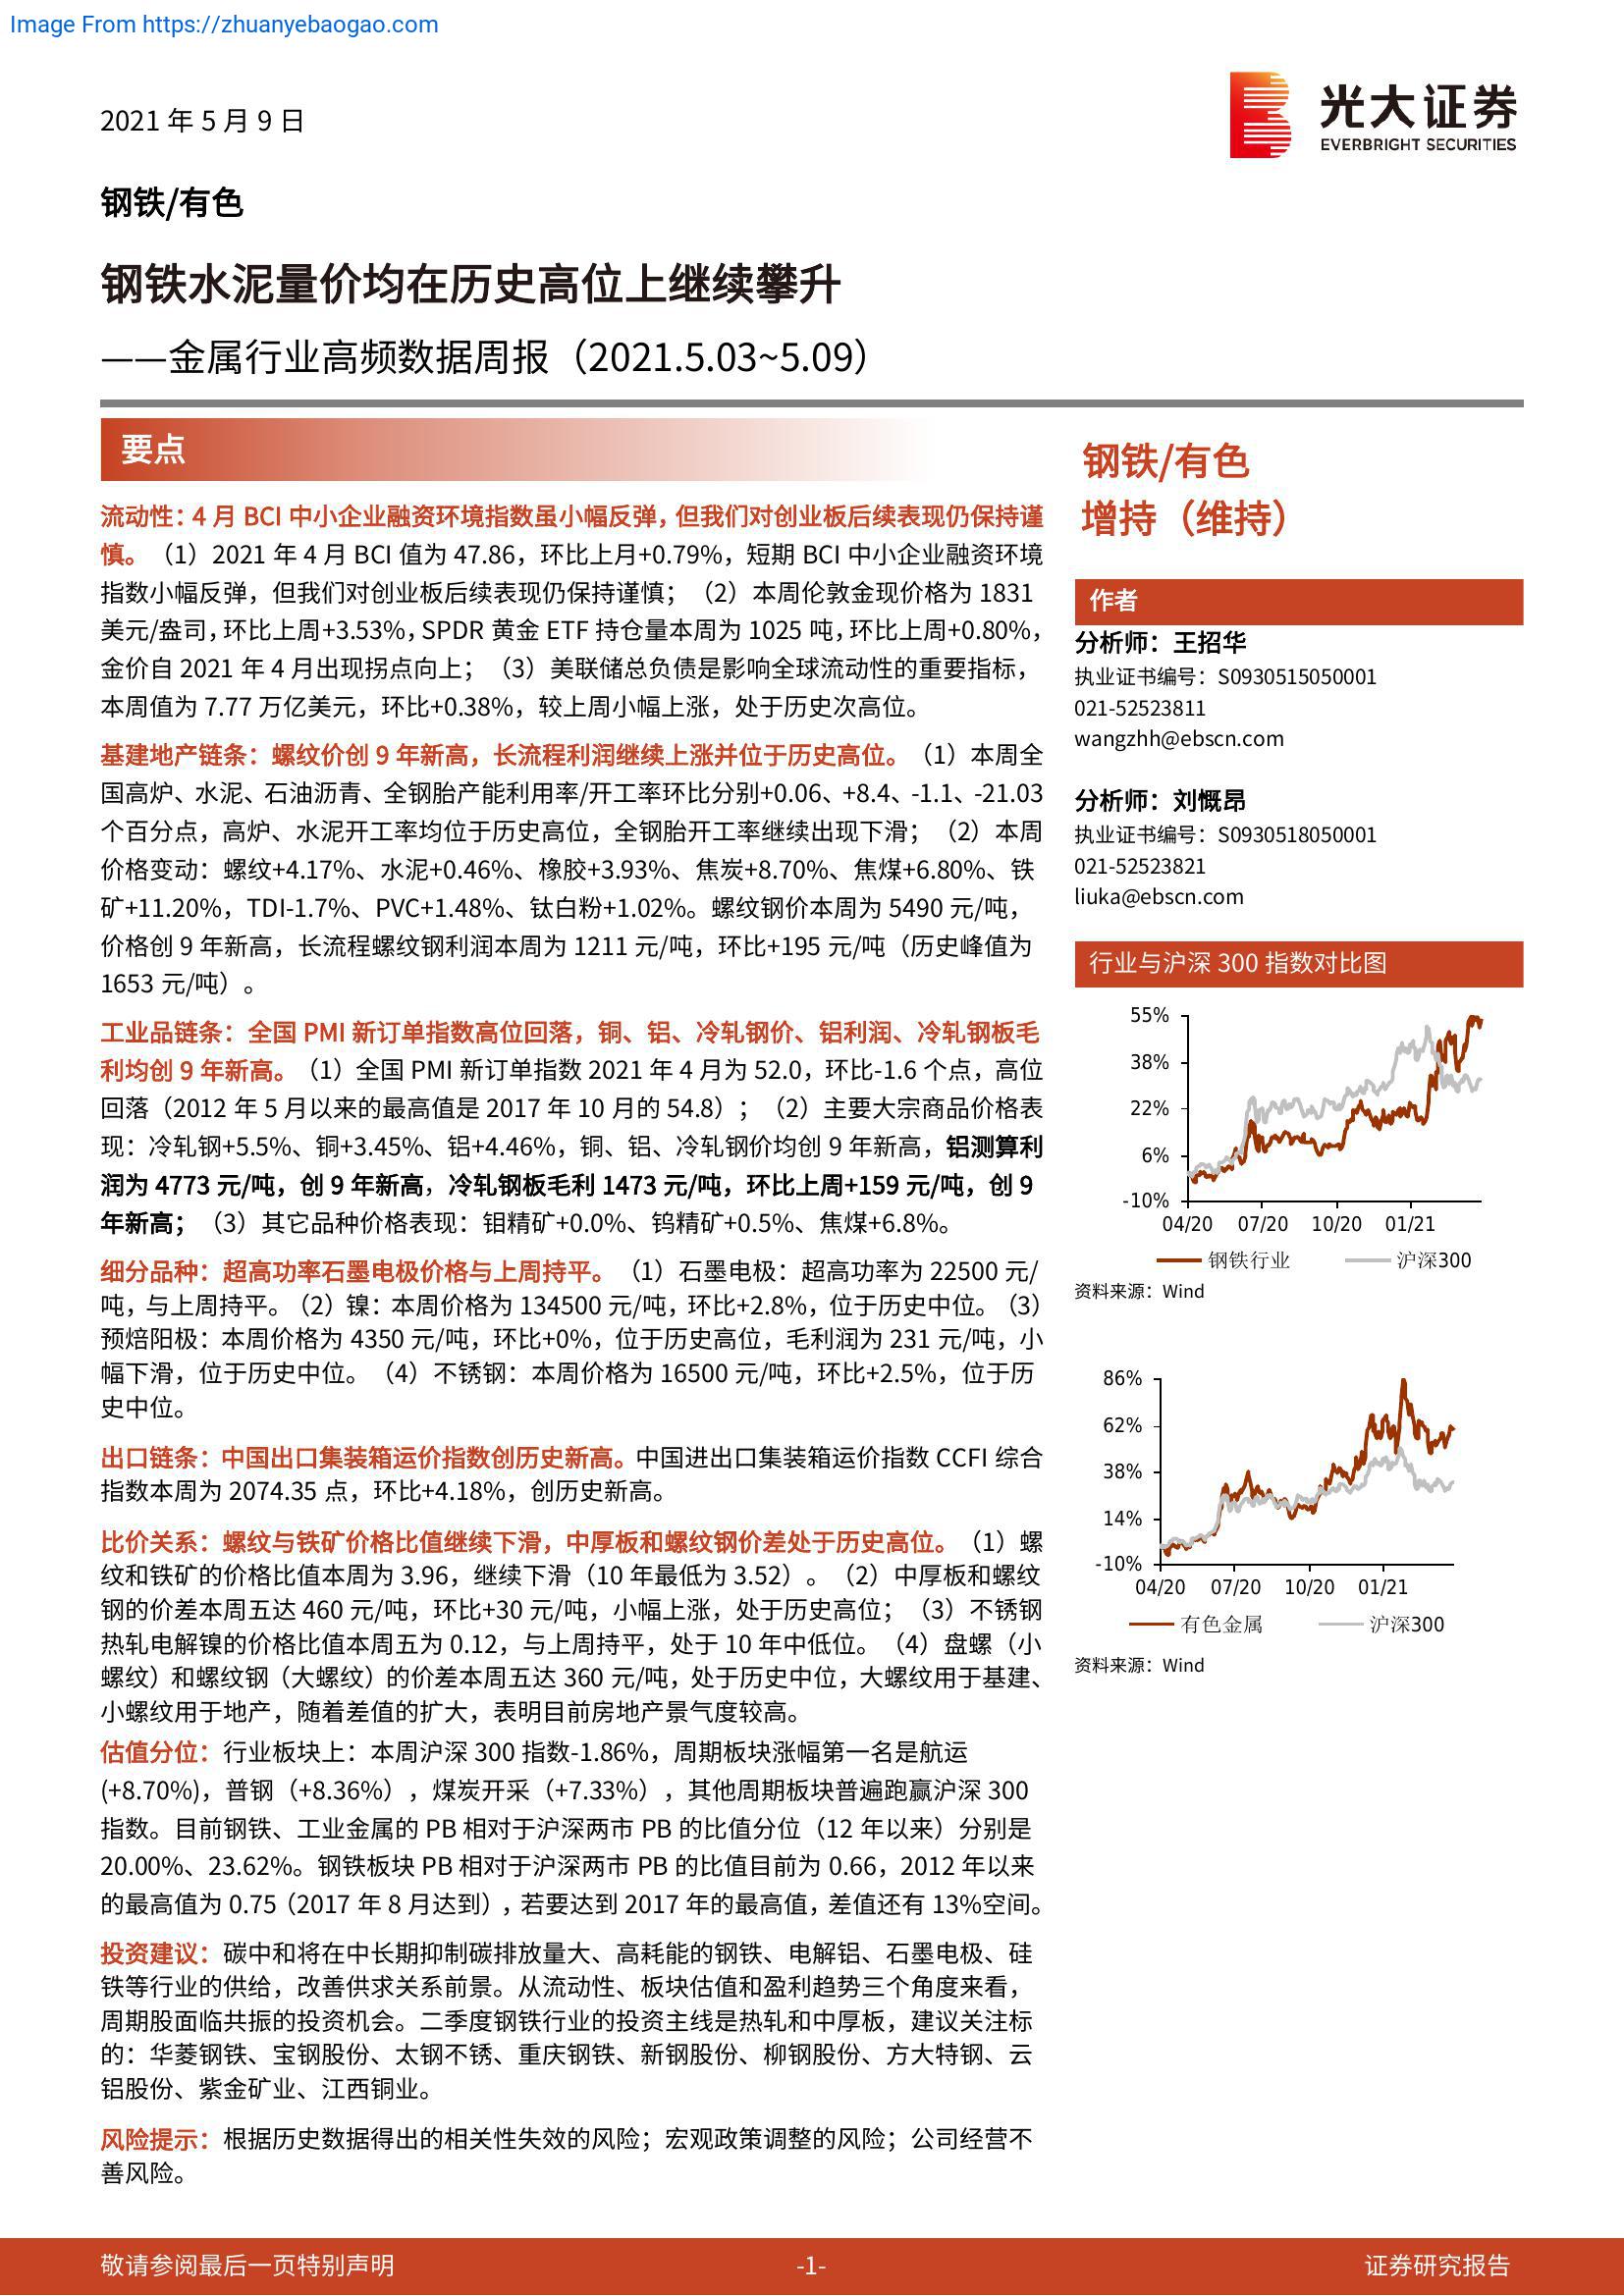 Image From https://zhuanyebaogao.com
2021 年 5 月 9 日
光大证券
EVERBRIGHT SECURITIES
钢铁/有色
钢铁水泥量价均在历史高位上继续攀升
——金属行业高频数据周报（2021.5.03~5.09）
要点
流动性：4 月 BCI 中小企业融资环境指数虽小幅反弹，但我们对创业板后续表现仍保持谨
慎。（1）2021 年 4 月 BCI 值为 47.86，环比上月+0.79%，短期 BCI 中小企业融资环境
指数小幅反弹，但我们对创业板后续表现仍保持谨慎；（2）本周伦敦金现价格为 1831
美元/盎司，环比上周+3.53%，SPDR 黄金 ETF 持仓量本周为 1025 吨，环比上周+0.80%，
金价自 2021 年 4 月出现拐点向上；（3）美联储总负债是影响全球流动性的重要指标，
本周值为 7.77 万亿美元，环比+0.38%，较上周小幅上涨，处于历史次高位。
基建地产链条：螺纹价创 9 年新高，长流程利润继续上涨并位于历史高位。（1）本周全
国高炉、水泥、石油沥青、全钢胎产能利用率/开工率环比分别+0.06、+8.4、-1.1、-21.03
个百分点，高炉、水泥开工率均位于历史高位，全钢胎开工率继续出现下滑；（2）本周
价格变动：螺纹+4.17%、水泥+0.46%、橡胶+3.93%、焦炭+8.70%、焦煤+6.80%、铁
矿+11.20%，TDI-1.7%、PVC+1.48%、钛白粉+1.02%。螺纹钢价本周为 5490 元/吨，
价格创 9 年新高，长流程螺纹钢利润本周为 1211 元/吨，环比+195 元/吨（历史峰值为
1653 元/吨）。
工业品链条：全国 PMI 新订单指数高位回落，铜、铝、冷轧钢价、铝利润、冷轧钢板毛
利均创 9 年新高。（1）全国 PMI 新订单指数 2021 年 4 月为 52.0，环比-1.6 个点，高位
回落（2012 年 5 月以来的最高值是 2017 年 10 月的 54.8）；（2）主要大宗商品价格表
现：冷轧钢+5.5%、铜+3.45%、铝+4.46%，铜、铝、冷轧钢价均创 9 年新高，铝测算利
润为 4773 元/吨，创 9 年新高，冷轧钢板毛利 1473 元/吨，环比上周+159 元/吨，创 9
年新高；（3）其它品种价格表现：钼精矿+0.0%、钨精矿+0.5%、焦煤+6.8%。
细分品种：超高功率石墨电极价格与上周持平。（1）石墨电极：超高功率为 22500 元/
吨，与上周持平。（2）镍：本周价格为 134500 元/吨，环比+2.8%，位于历史中位。（3）
预焙阳极：本周价格为 4350 元/吨，环比+0%，位于历史高位，毛利润为 231 元/吨，小
幅下滑，位于历史中位。（4）不锈钢：本周价格为 16500 元/吨，环比+2.5%，位于历
史中位。
出口链条：中国出口集装箱运价指数创历史新高。中国进出口集装箱运价指数 CCFI 综合
指数本周为 2074.35 点，环比+4.18%，创历史新高。
比价关系：螺纹与铁矿价格比值继续下滑，中厚板和螺纹钢价差处于历史高位。（1）螺
纹和铁矿的价格比值本周为 3.96，继续下滑（10 年最低为 3.52）。（2）中厚板和螺纹
钢的价差本周五达 460 元/吨，环比+30 元/吨，小幅上涨，处于历史高位；（3）不锈钢
热轧电解镍的价格比值本周五为 0.12，与上周持平，处于 10 年中低位。（4）盘螺（小
螺纹）和螺纹钢（大螺纹）的价差本周五达 360 元/吨，处于历史中位，大螺纹用于基建、
小螺纹用于地产，随着差值的扩大，表明目前房地产景气度较高。
估值分位：行业板块上：本周沪深 300 指数-1.86%，周期板块涨幅第一名是航运
(+8.70%)，普钢（+8.36%），煤炭开采（+7.33%），其他周期板块普遍跑赢沪深 300
指数。目前钢铁、工业金属的 PB 相对于沪深两市 PB 的比值分位（12 年以来）分别是
20.00%、23.62%。钢铁板块 PB 相对于沪深两市 PB 的比值目前为 0.66，2012 年以来
的最高值为 0.75（2017 年 8 月达到），若要达到 2017 年的最高值，差值还有 13%空间。
投资建议：碳中和将在中长期抑制碳排放量大、高耗能的钢铁、电解铝、石墨电极、硅
铁等行业的供给，改善供求关系前景。从流动性、板块估值和盈利趋势三个角度来看，
周期股面临共振的投资机会。二季度钢铁行业的投资主线是热轧和中厚板，建议关注标
的：华菱钢铁、宝钢股份、太钢不锈、重庆钢铁、新钢股份、柳钢股份、方大特钢、云
铝股份、紫金矿业、江西铜业。
风险提示：根据历史数据得出的相关性失效的风险；宏观政策调整的风险；公司经营不
善风险。
钢铁/有色
增持（维持）
作者
分析师：王招华
执业证书编号：S0930515050001
021-52523811
wangzhh@ebscn.com
分析师：刘慨昂
执业证书编号：S0930518050001
021-52523821
liuka@ebscn.com
行业与沪深 300 指数对比图
55%
38%
22%
6%
-10%
04/20 07/20 10/20 01/21
钢铁行业 沪深300
资料来源：Wind
86%
62%
38%
14%
-10%
04/20 07/20 10/20 01/21
有色金属 沪深300
资料来源：Wind
敬请参阅最后一页特别声明 -1- 证券研究报告